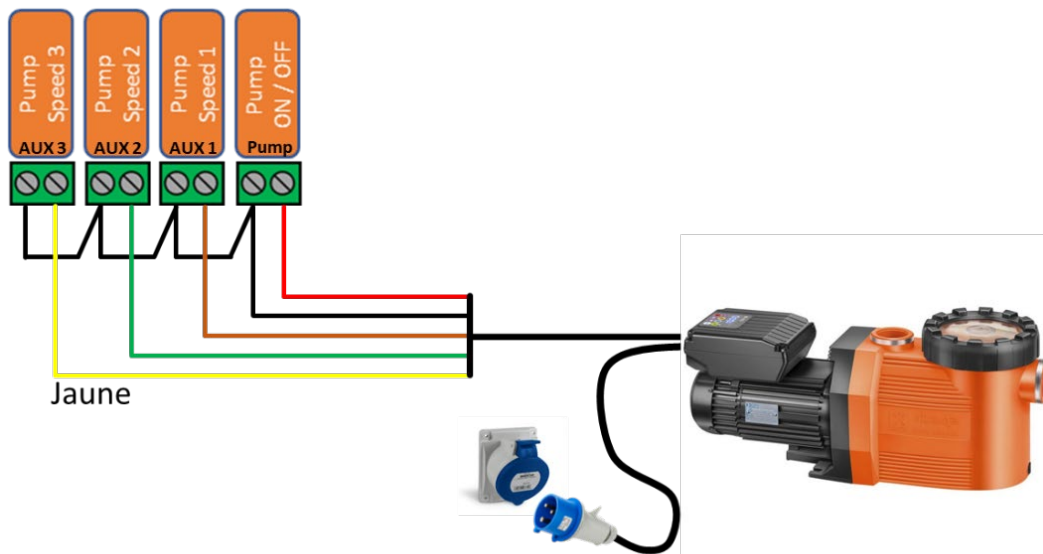 Pump
Speed 3
AUX 3
Pump
Speed 2
AUX 2
Pump
Speed 1
AUX 1
Pump
ON / OFF
Pump
Jaune